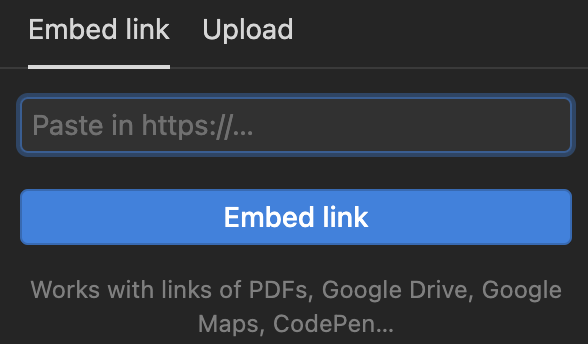 Embed link Upload
Paste in https://...
Embed link
Works with links of PDFs, Google Drive, Google
Maps, CodePen...